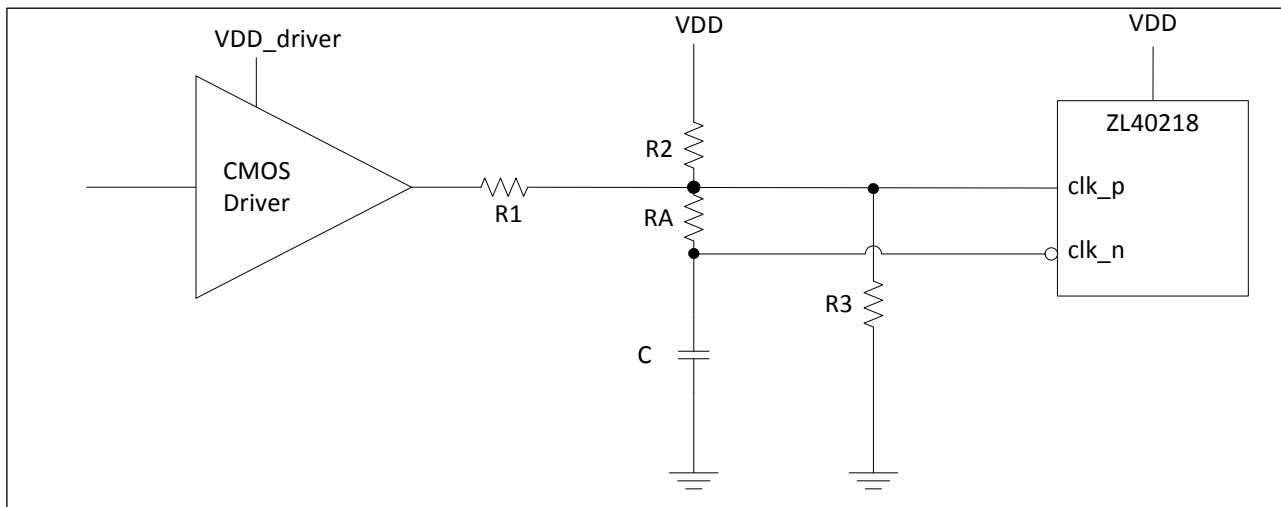 VDD_driver
VDD
VDD
ZL40218
R2
CMOS
Driver
clk_p
R1
RA
clk_n
R3
C